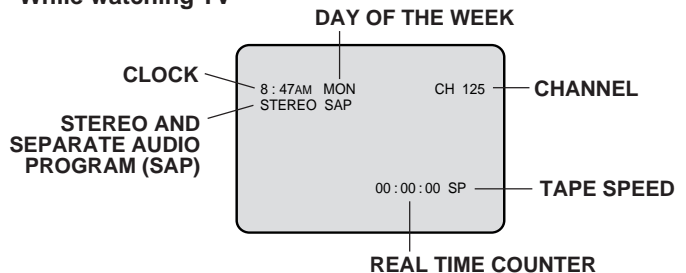 While watching TV
DAY OF THE WEEK
CLOCK
8 : 47AM MON
CH 125
CHANNEL
STEREO SAP
STEREO AND
SEPARATE AUDIO
PROGRAM (SAP)
00 : 00 : 00 SP
TAPE SPEED
REAL TIME COUNTER